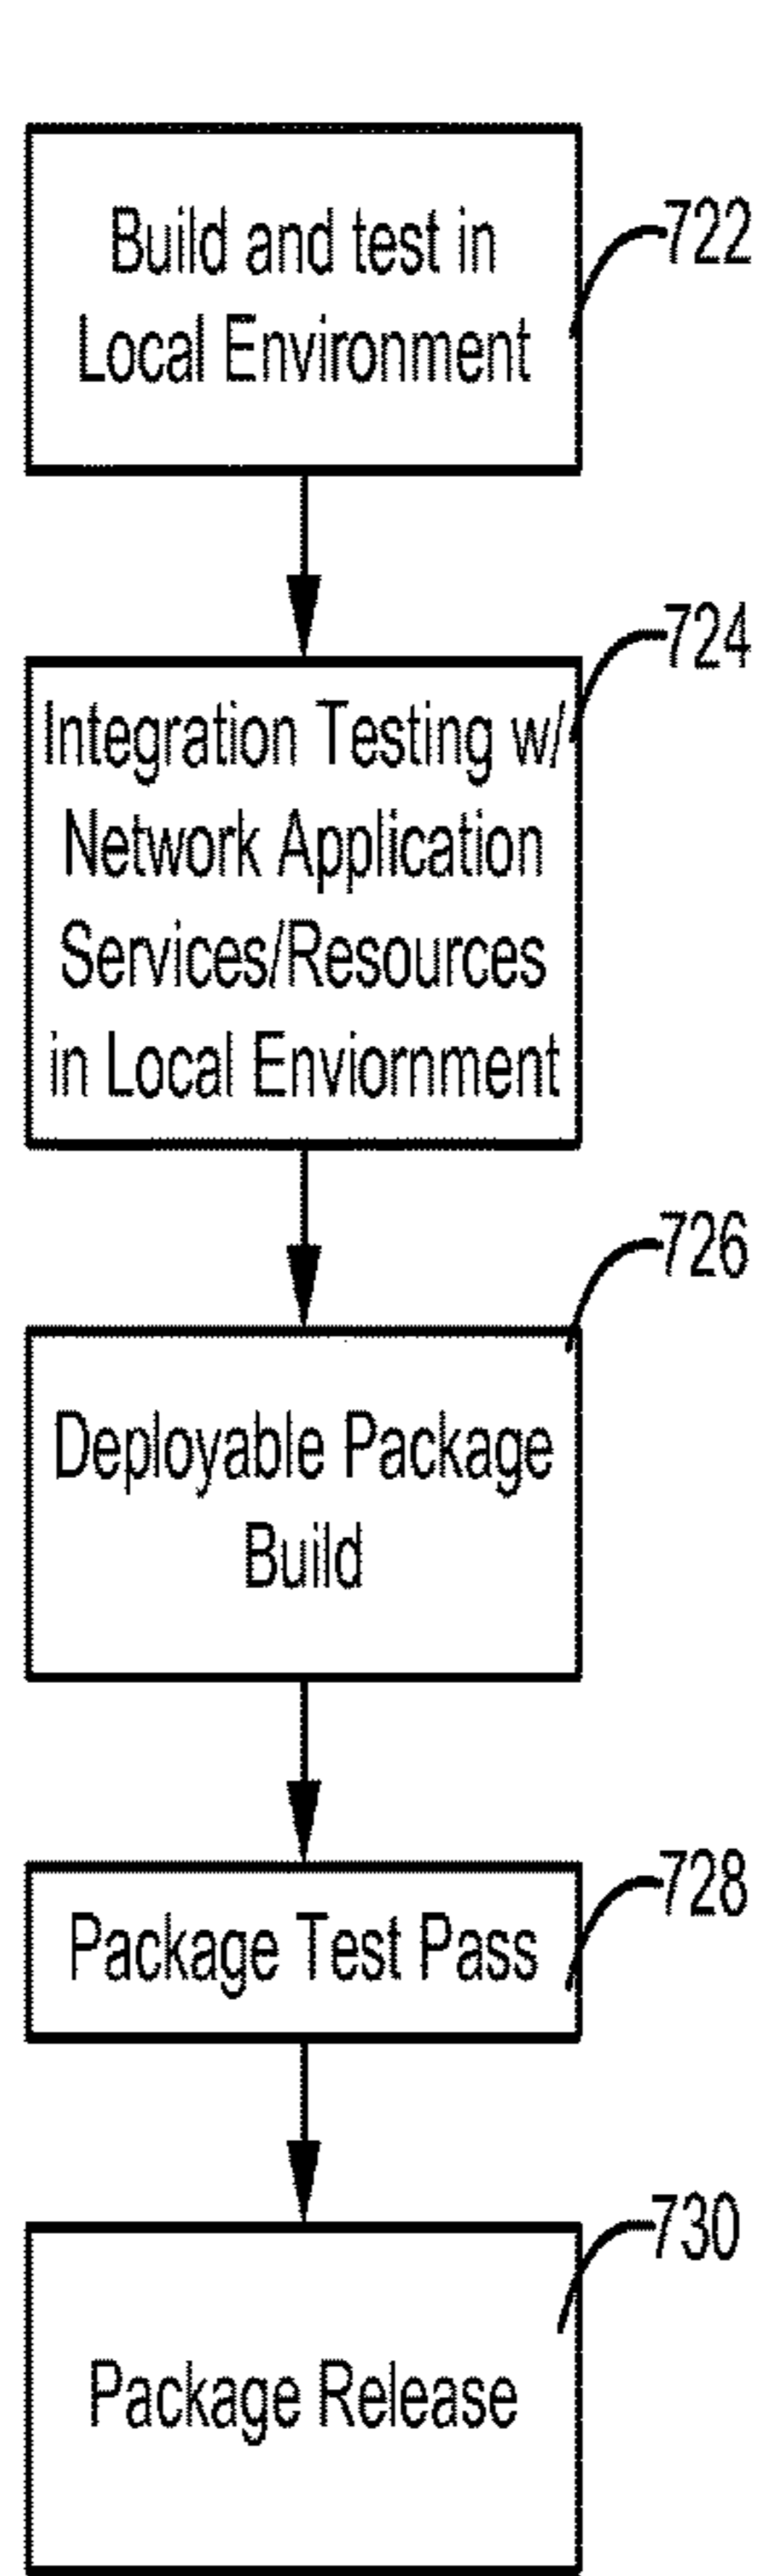 Build and test in
Local Environment
722
Integration Testing w/
Network Application
Services/Resources
in Local Enviornment
724
Deployable Package
Build
726
Package Test Pass
728
Package Release
730